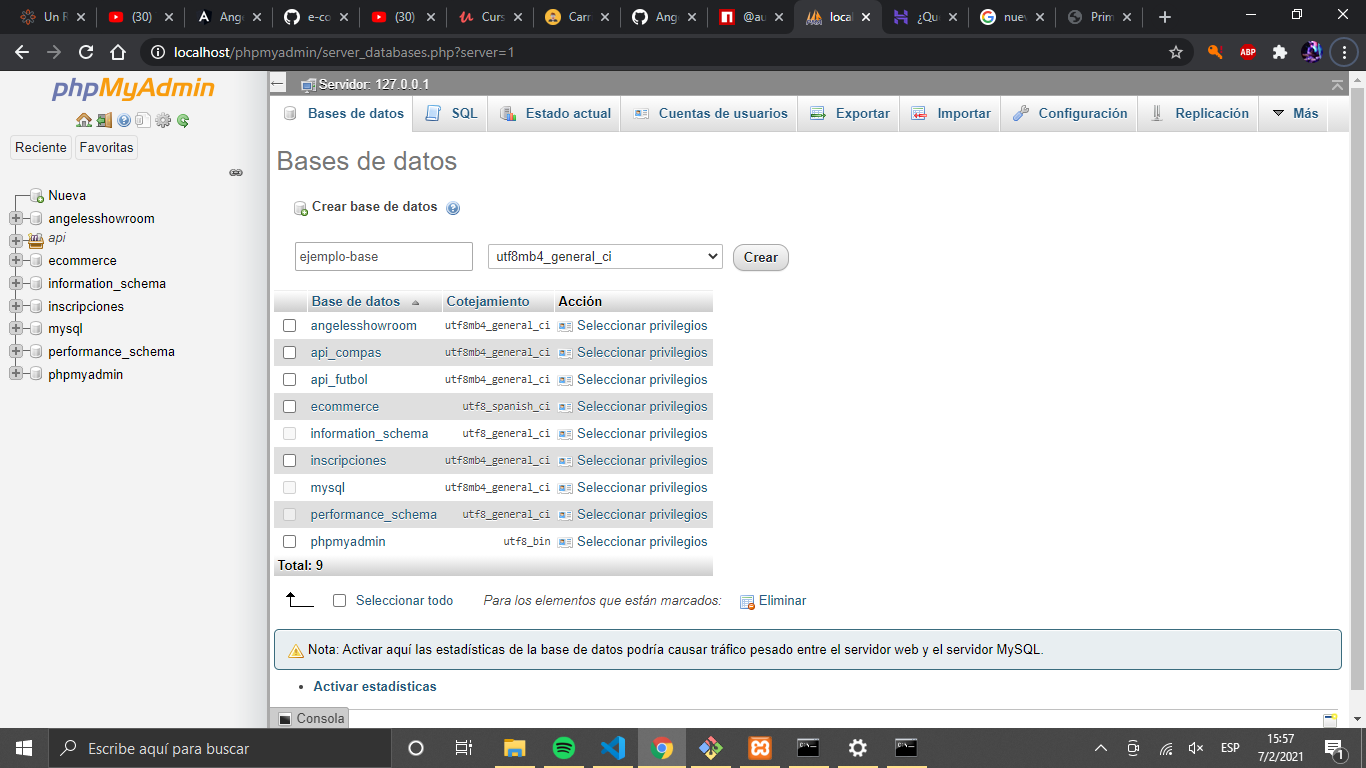 Un R
(30)
Ange
e-co
(30)
Curs
Carr
Ang
@au
local
¿Qu
nuev
Prim
localhost/phpmyadmin/server_databases.php?server=1
ABP
phpMyAdmin
Reciente
Favoritas
Nueva
angelesshowroom
api
ecommerce
information_schema
inscripciones
mysql
performance_schema
phpmyadmin
Servidor: 127.0.0.1
Bases de datos
SQL
Estado actual
Cuentas de usuarios
Exportar
Importar
Configuración
Replicación
Más
Bases de datos
Crear base de datos
ejemplo-base
utf8mb4_general_ci
Crear
Base de datos Cotejamiento Acción
angelesshowroom utf8mb4_general_ci Seleccionar privilegios
api_compas utf8mb4_general_ci Seleccionar privilegios
api_futbol utf8mb4_general_ci Seleccionar privilegios
ecommerce utf8_spanish_ci Seleccionar privilegios
information_schema utf8_general_ci Seleccionar privilegios
inscripciones utf8mb4_general_ci Seleccionar privilegios
mysql utf8mb4_general_ci Seleccionar privilegios
performance_schema utf8_general_ci Seleccionar privilegios
phpmyadmin utf8_bin Seleccionar privilegios
Total: 9
Seleccionar todo Para los elementos que están marcados: Eliminar
Nota: Activar aquí las estadísticas de la base de datos podría causar tráfico pesado entre el servidor web y el servidor MySQL.
Activar estadísticas
Consola
Escribe aquí para buscar
ESP
15:57
7/2/2021
1